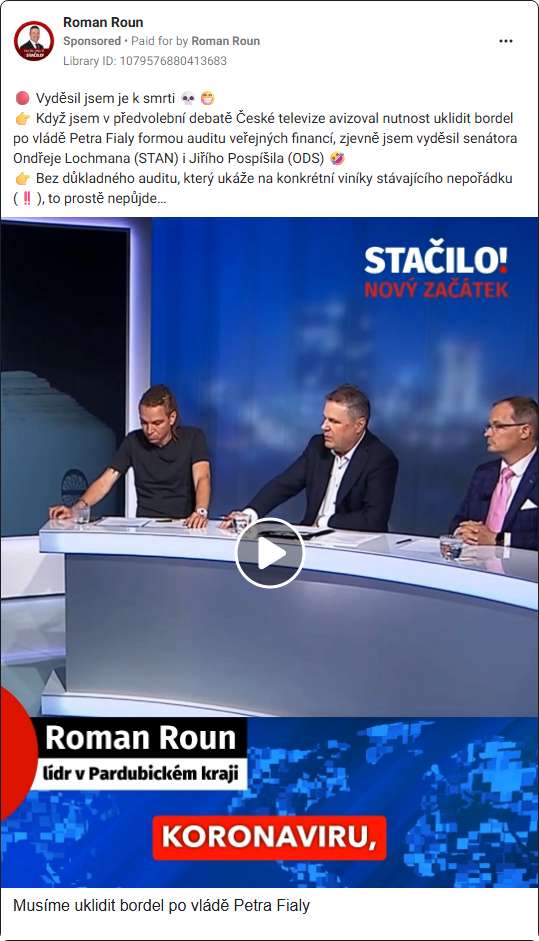 Roman Roun
Sponsored • Paid for by Roman Roun
Library ID: 1079576880413683
🔴 Vyděsil jsem je k smrti 💀 😷
👉 Když jsem v předvolební debatě České televize avizoval nutnost uklidit bordel
po vládě Petra Fialy formou auditu veřejných financí, zjevně jsem vyděsil senátora
Ondřeje Lochmana (STAN) i Jiřího Pospíšila (ODS) 🤣
👉 Bez důkladného auditu, který ukáže na konkrétní viníky stávajícího nepořádku
(‼️), to prostě nepůjde...
STAČILO!
NOVÝ ZAČÁTEK
Roman Roun
lídr v Pardubickém kraji
KORONAVIRU,
Musíme uklidit bordel po vládě Petra Fialy